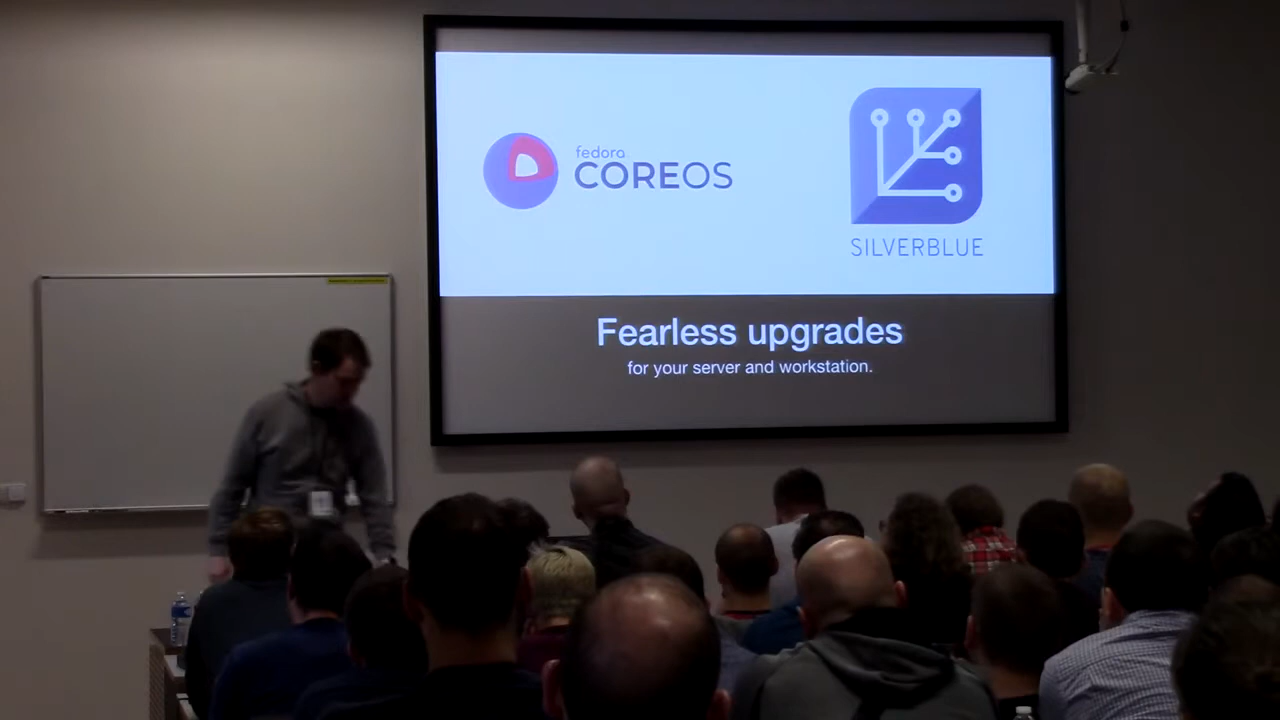 fedora
COREOS
SILVERBLUE
Fearless upgrades
for your server and workstation.